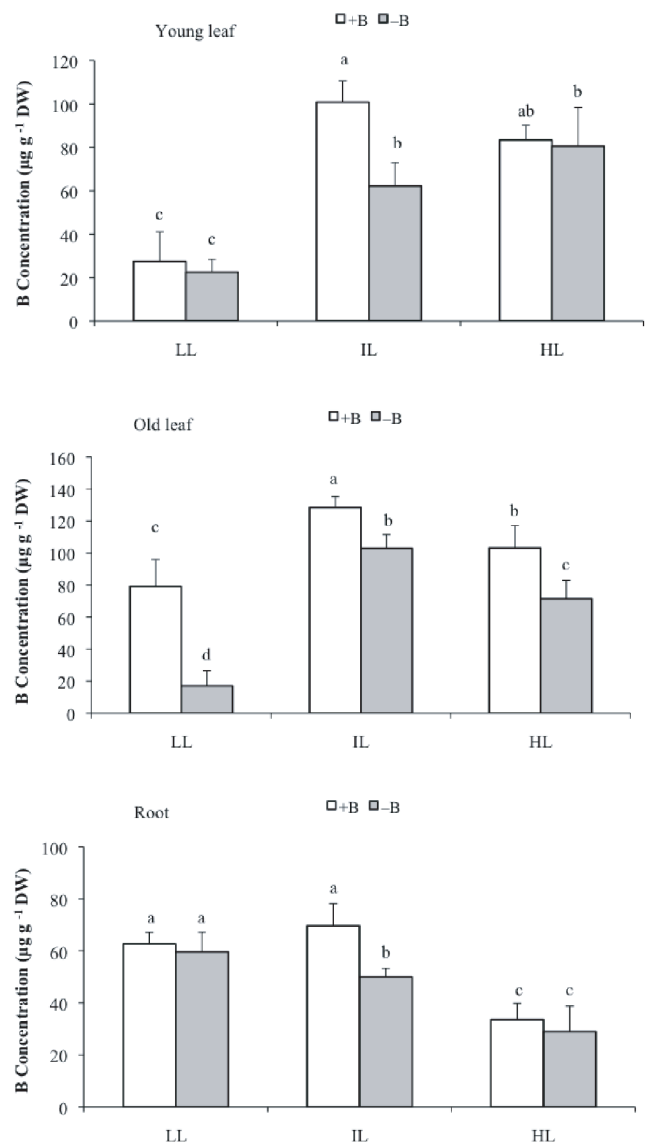 Young leaf
+B –B
B Concentration (µg g -1 DW)
120
100
80
60
40
20
0
a
b
ab
b
c
c
LL IL HL
Old leaf
+B –B
B Concentration (µg g -1 DW)
160
140
120
100
80
60
40
20
0
c
d
a
b
b
c
LL IL HL
Root
+B –B
B Concentration (µg g -1 DW)
100
80
60
40
20
0
a a
a
b
c c
LL IL HL